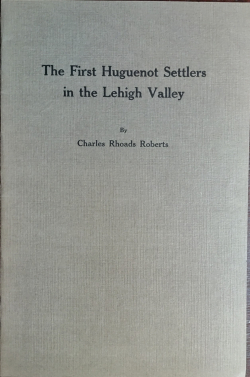 The First Huguenot Settlers
in the Lehigh Valley
By
Charles Rhoads Roberts